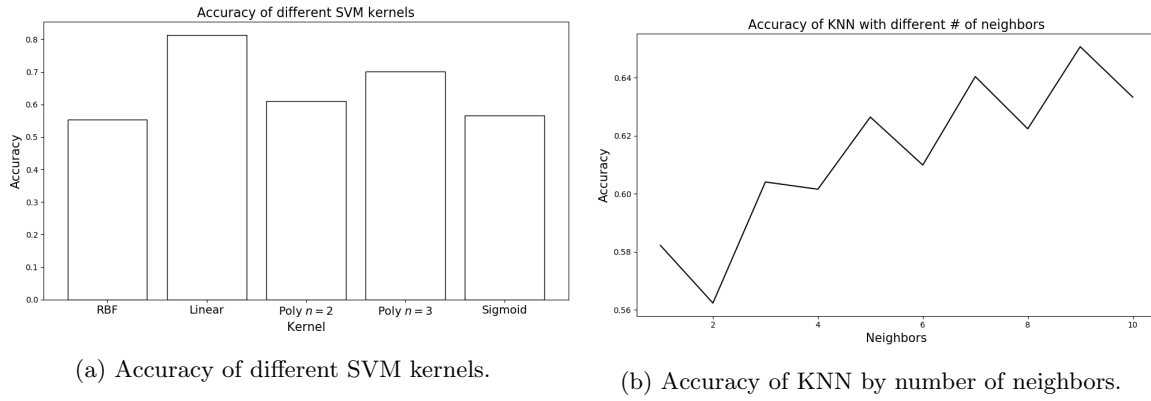 Accuracy of different SVM kernels
0.8
0.7
0.6
0.5
0.4
0.3
0.2
0.1
0.0
Accuracy
RBF Linear Poly n = 2 Poly n = 3 Sigmoid
Kernel
(a) Accuracy of different SVM kernels.
Accuracy of KNN with different # of neighbors
0.64
0.62
0.60
0.58
0.56
Accuracy
2 4 6 8 10
Neighbors
(b) Accuracy of KNN by number of neighbors.